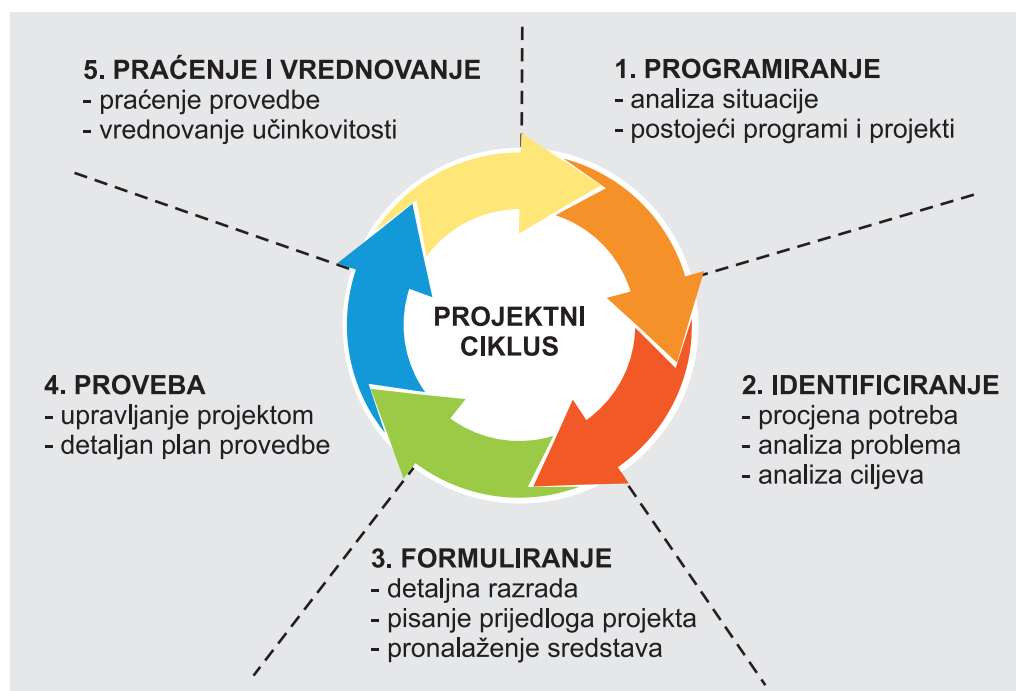 PROJEKTNI
CIKLUS
1. PROGRAMIRANJE
- analiza situacije
- postojeći programi i projekti
2. IDENTIFICIRANJE
- procjena potreba
- analiza problema
- analiza ciljeva
3. FORMULIRANJE
- detaljna razrada
- pisanje prijedloga projekta
- pronalaženje sredstava
4. PROVEBA
- upravljanje projektom
- detaljan plan provedbe
5. PRAĆENJE I VREDNOVANJE
- praćenje provedbe
- vrednovanje učinkovitosti